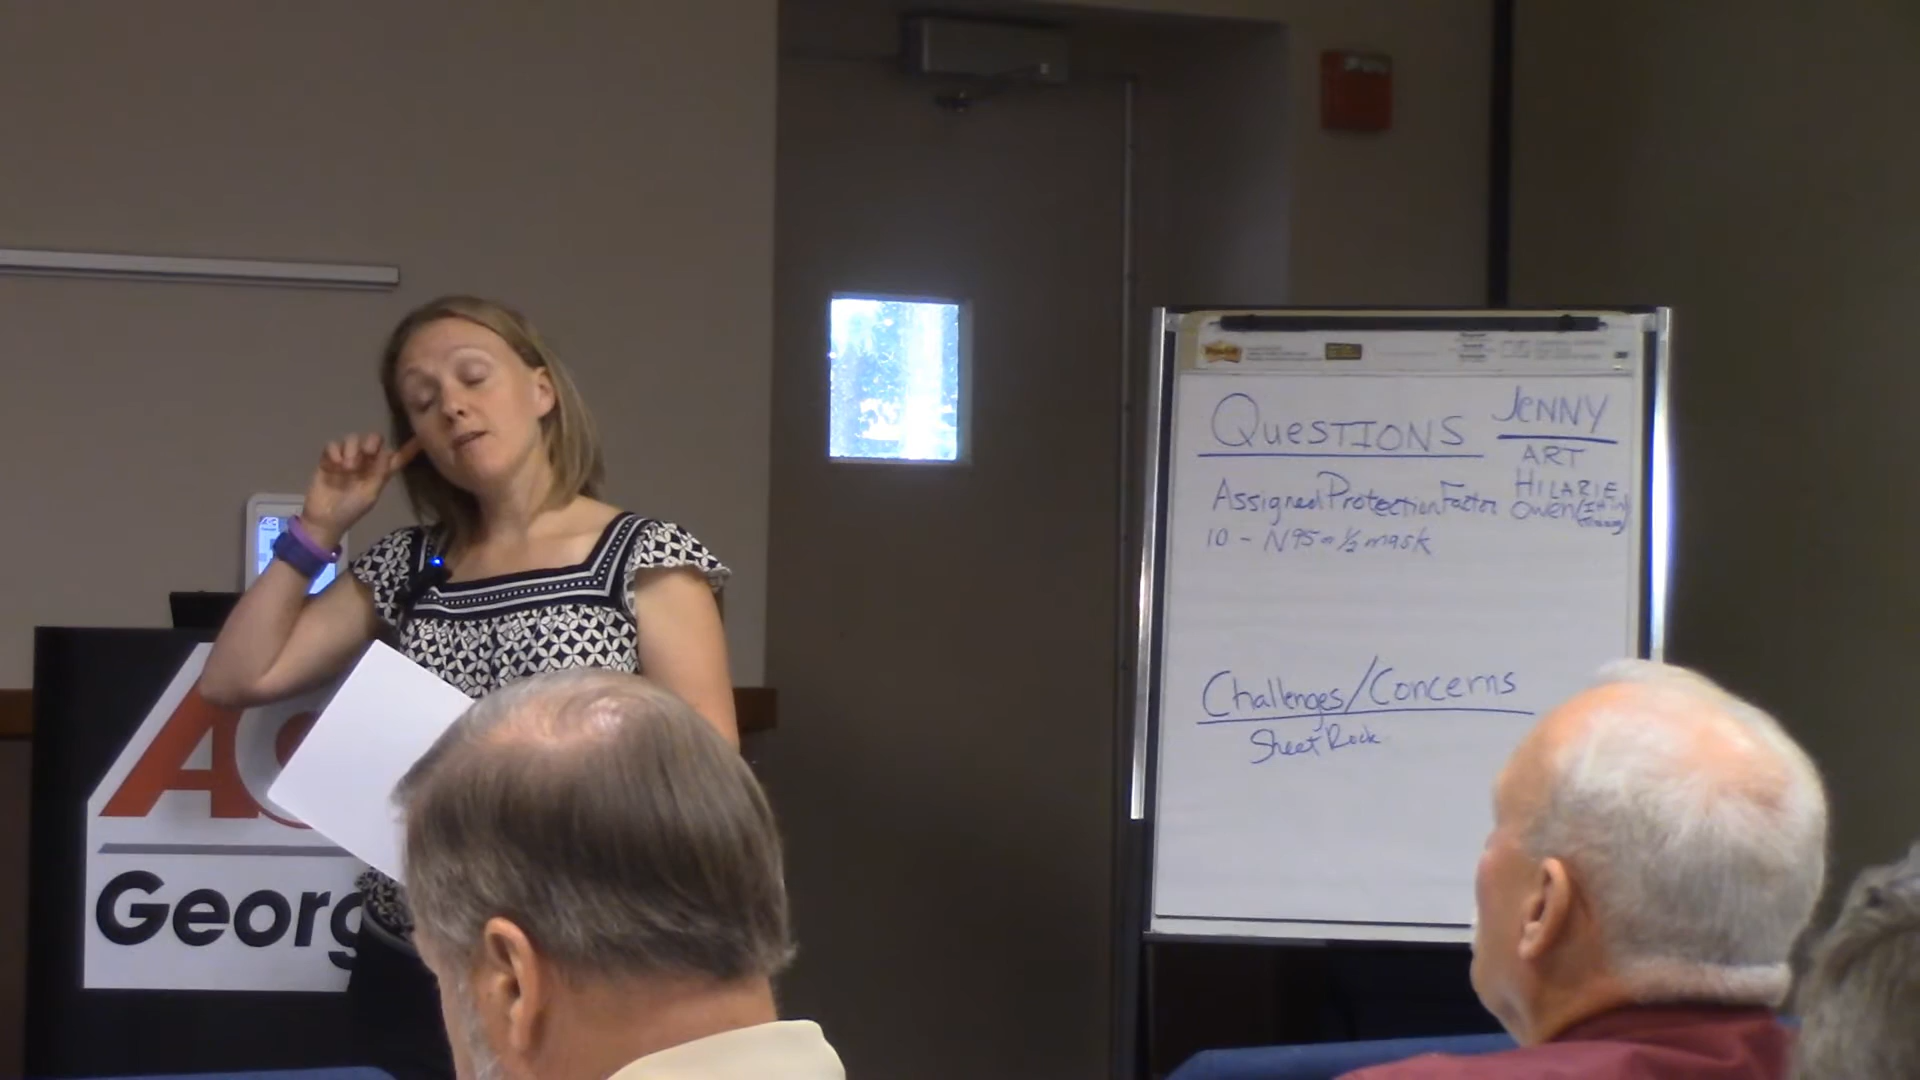 QUESTIONS
JENNY
ART
HILARIE
Owen
Assigned Protection Factor
10 - N95 or 1/2 mask
Challenges/Concerns
Sheet Rock
Georg